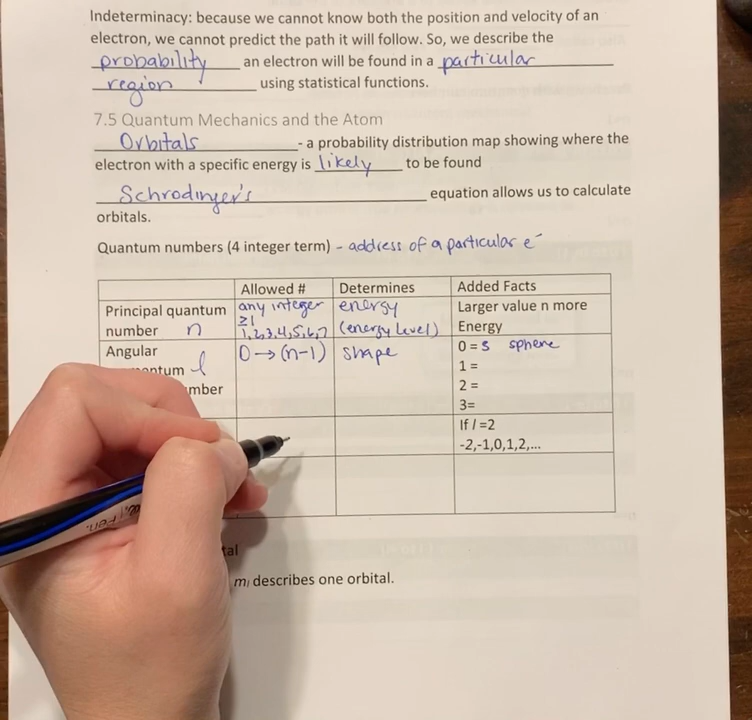 Indeterminacy: because we cannot know both the position and velocity of an
electron, we cannot predict the path it will follow. So, we describe the
probability an electron will be found in a particular
region using statistical functions.
7.5 Quantum Mechanics and the Atom
Orbitals - a probability distribution map showing where the
electron with a specific energy is likely to be found
Schrodinger's equation allows us to calculate
orbitals.
Quantum numbers (4 integer term) - address of a particular e⁻
Allowed # Determines Added Facts
Principal quantum any integer energy Larger value n more
number n ≥1 (energy level) Energy
1,2,3,4,5,6,7
Angular l 0→(n-1) shape 0 = s sphere
1 =
2 =
3=
If l =2
-2,-1,0,1,2,...
mₗ describes one orbital.